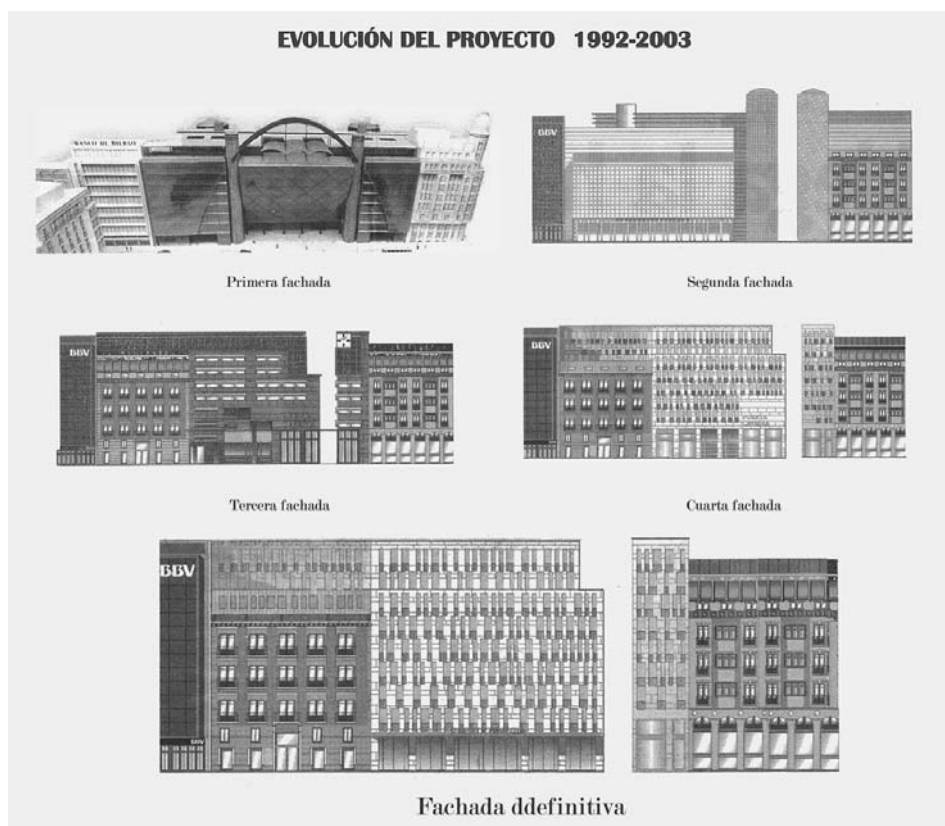 EVOLUCIÓN DEL PROYECTO 1992-2003
BANCO DE BILBAO
BBV
Primera fachada
Segunda fachada
BBV
BBV
Tercera fachada
Cuarta fachada
BBV
BBV
Fachada ddefinitiva